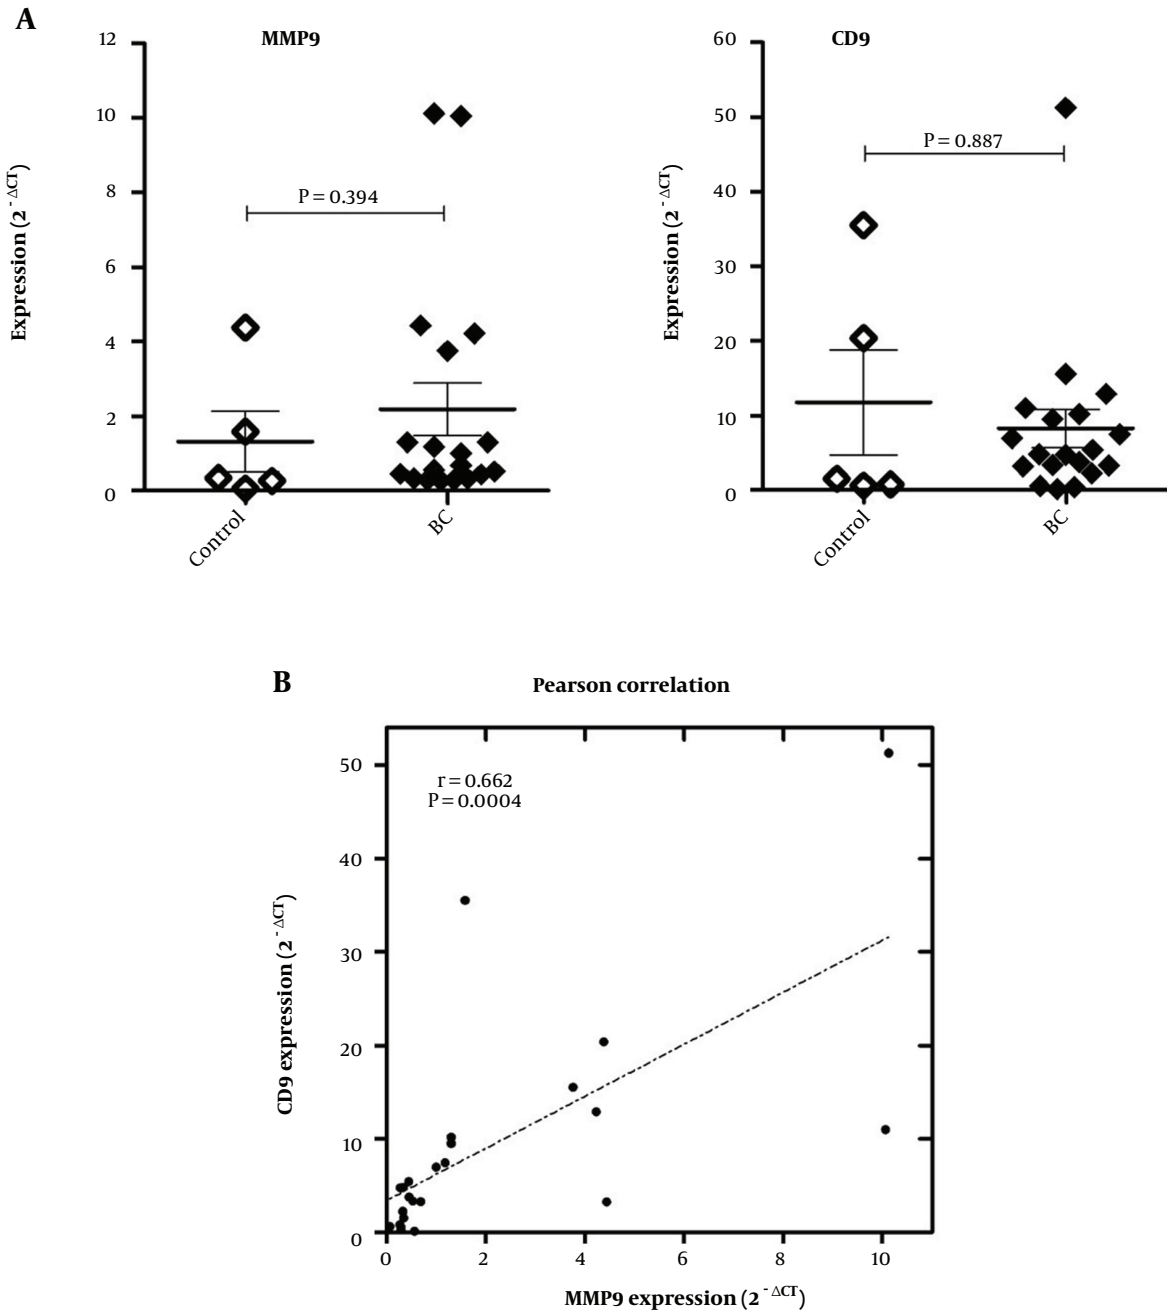 A
MMP9
12
10
8
6
4
2
0
Expression (2^-ΔCT)
P = 0.394
Control
BC
CD9
60
50
40
30
20
10
0
Expression (2^-ΔCT)
P = 0.887
Control
BC
B
Pearson correlation
r = 0.662
P = 0.0004
50
40
30
20
10
0
CD9 expression (2^-ΔCT)
0 2 4 6 8 10
MMP9 expression (2^-ΔCT)